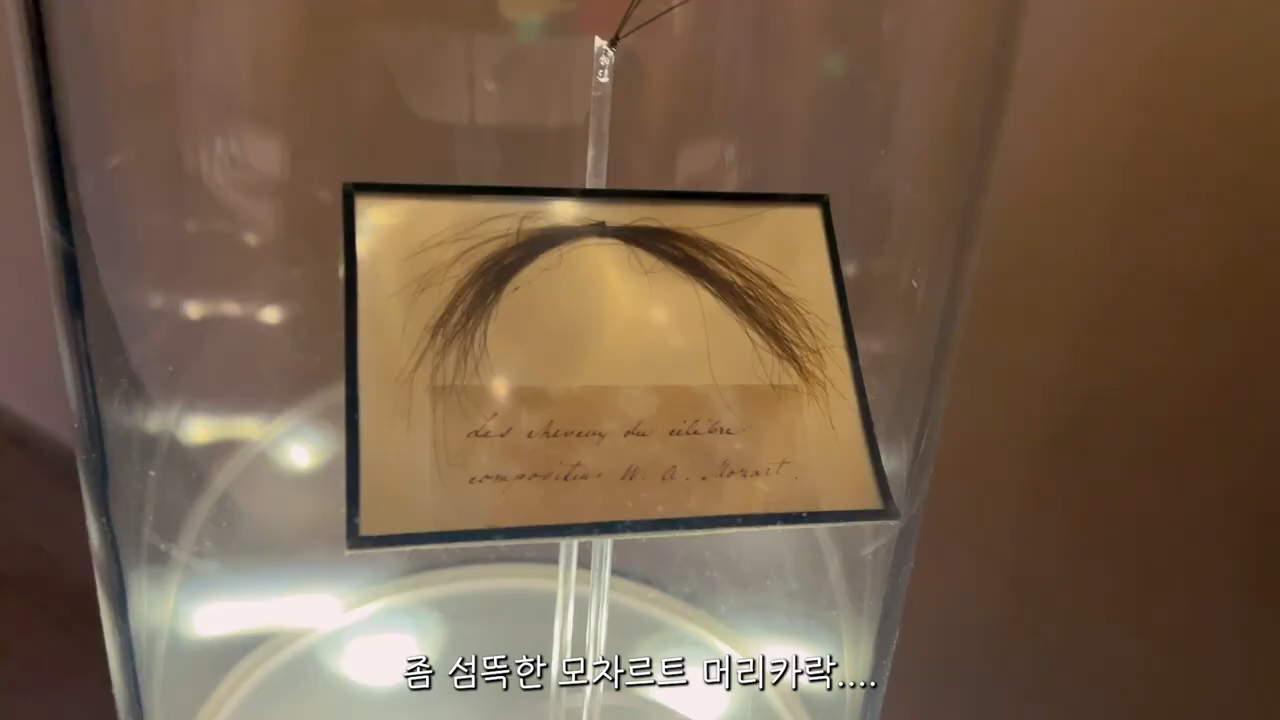 Les cheveux du célèbre
compositeur W. A. Mozart.
좀 섬뜩한 모차르트 머리카락....